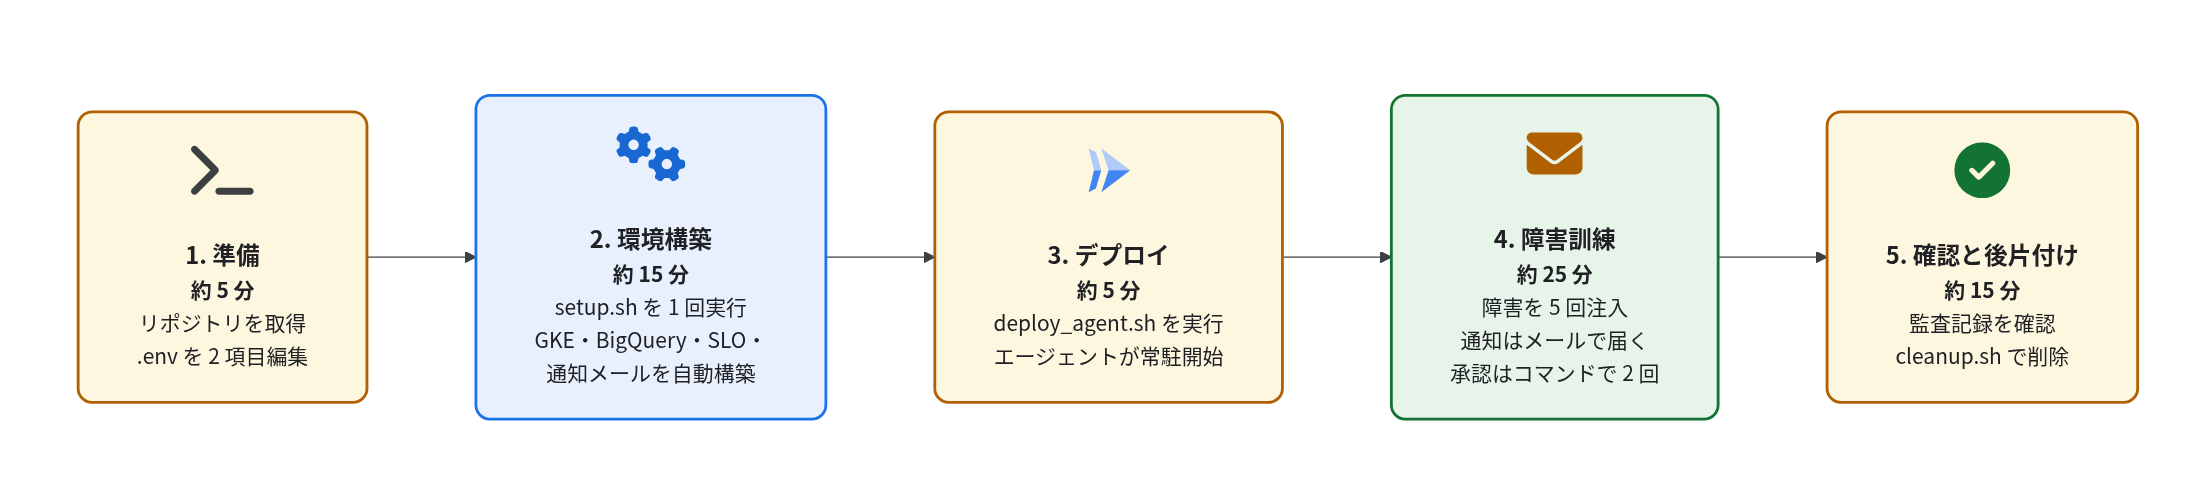 1. 準備
約 5 分
リポジトリを取得
.env を 2 項目編集
2. 環境構築
約 15 分
setup.sh を 1 回実行
GKE・BigQuery・SLO・
通知メールを自動構築
3. デプロイ
約 5 分
deploy_agent.sh を実行
エージェントが常駐開始
4. 障害訓練
約 25 分
障害を 5 回注入
通知はメールで届く
承認はコマンドで 2 回
5. 確認と後片付け
約 15 分
監査記録を確認
cleanup.sh で削除